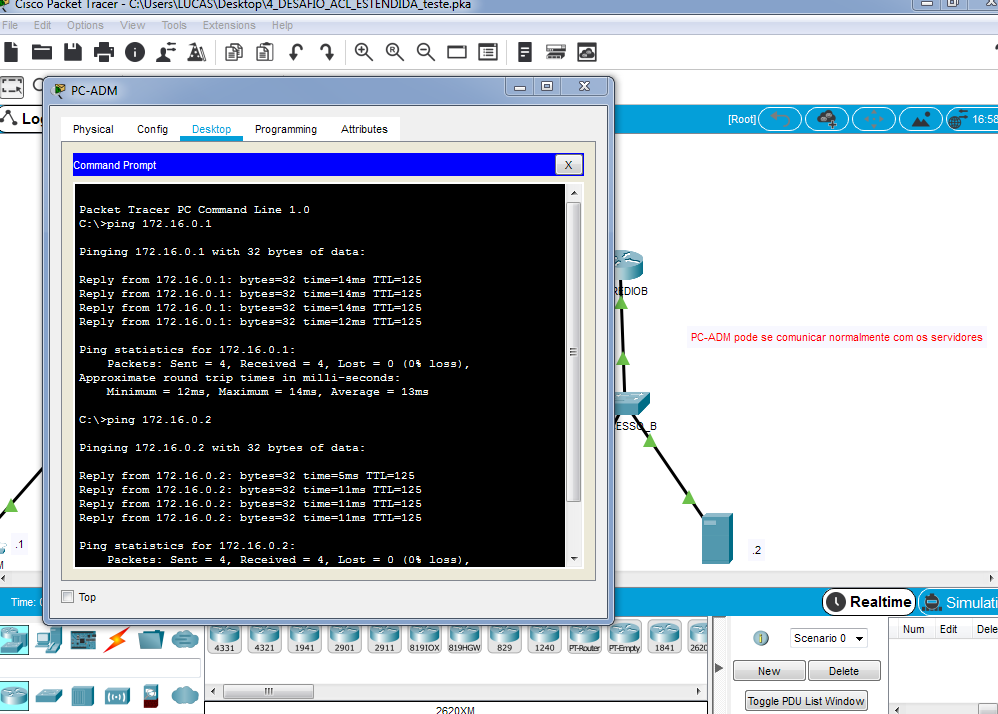 Cisco Packet Tracer - C:\Users\LUCAS\Desktop\4_DESAFIO_ACL_ESTENDIDA_teste.pka
File Edit Options View Tools Extensions Help
PC-ADM
[Root]
16:58
Physical Config Desktop Programming Attributes
Command Prompt
X
Packet Tracer PC Command Line 1.0
C:\>ping 172.16.0.1
Pinging 172.16.0.1 with 32 bytes of data:
Reply from 172.16.0.1: bytes=32 time=14ms TTL=125
Reply from 172.16.0.1: bytes=32 time=14ms TTL=125
Reply from 172.16.0.1: bytes=32 time=14ms TTL=125
Reply from 172.16.0.1: bytes=32 time=12ms TTL=125
Ping statistics for 172.16.0.1:
Packets: Sent = 4, Received = 4, Lost = 0 (0% loss),
Approximate round trip times in milli-seconds:
Minimum = 12ms, Maximum = 14ms, Average = 13ms
C:\>ping 172.16.0.2
Pinging 172.16.0.2 with 32 bytes of data:
Reply from 172.16.0.2: bytes=32 time=5ms TTL=125
Reply from 172.16.0.2: bytes=32 time=11ms TTL=125
Reply from 172.16.0.2: bytes=32 time=11ms TTL=125
Reply from 172.16.0.2: bytes=32 time=11ms TTL=125
Ping statistics for 172.16.0.2:
Packets: Sent = 4, Received = 4, Lost = 0 (0% loss),
Top
REDIOB
PC-ADM pode se comunicar normalmente com os servidores
ESSO_B
.1
.2
Time:
Realtime
Simulati
4331 4321 1941 2901 2911 819IOX 819HGW 829 1240 PT-Router PT-Empty 1841 2620
2620XM
Scenario 0
New Delete
Toggle PDU List Window
Num Edit Dele